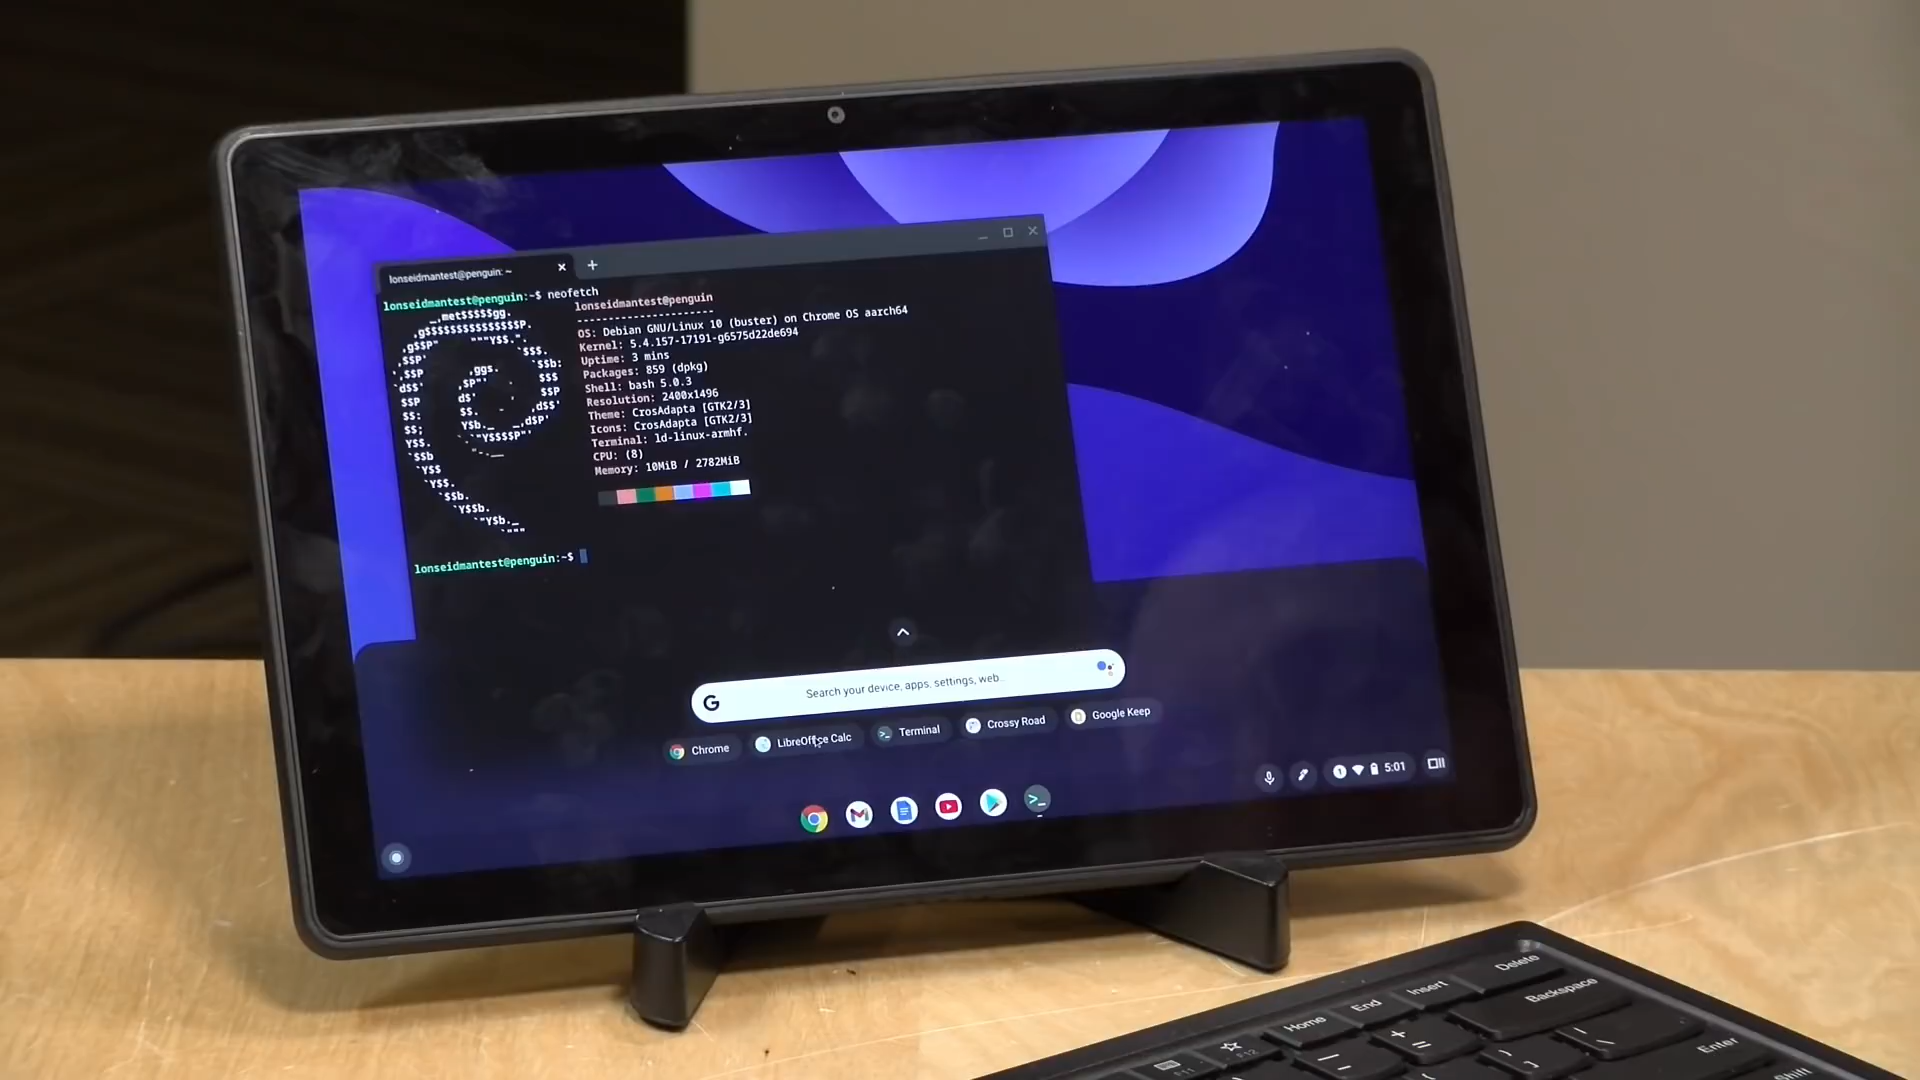 lonseidmantest@penguin: ~
lonseidmantest@penguin:~$ neofetch
lonseidmantest@penguin
-----------------------
OS: Debian GNU/Linux 10 (buster) on Chrome OS aarch64
Kernel: 5.4.157-17191-g6575d22de694
Uptime: 3 mins
Packages: 859 (dpkg)
Shell: bash 5.0.3
Resolution: 2400x1496
Theme: CrosAdapta [GTK2/3]
Icons: CrosAdapta [GTK2/3]
Terminal: ld-linux-armhf.
CPU: (8)
Memory: 10MiB / 2782MiB
lonseidmantest@penguin:~$
G Search your device, apps, settings, web...
Chrome LibreOffice Calc Terminal Crossy Road Google Keep
5:01
Delete
Insert
End
Home
Backspace
F12
F11
Enter
Shift